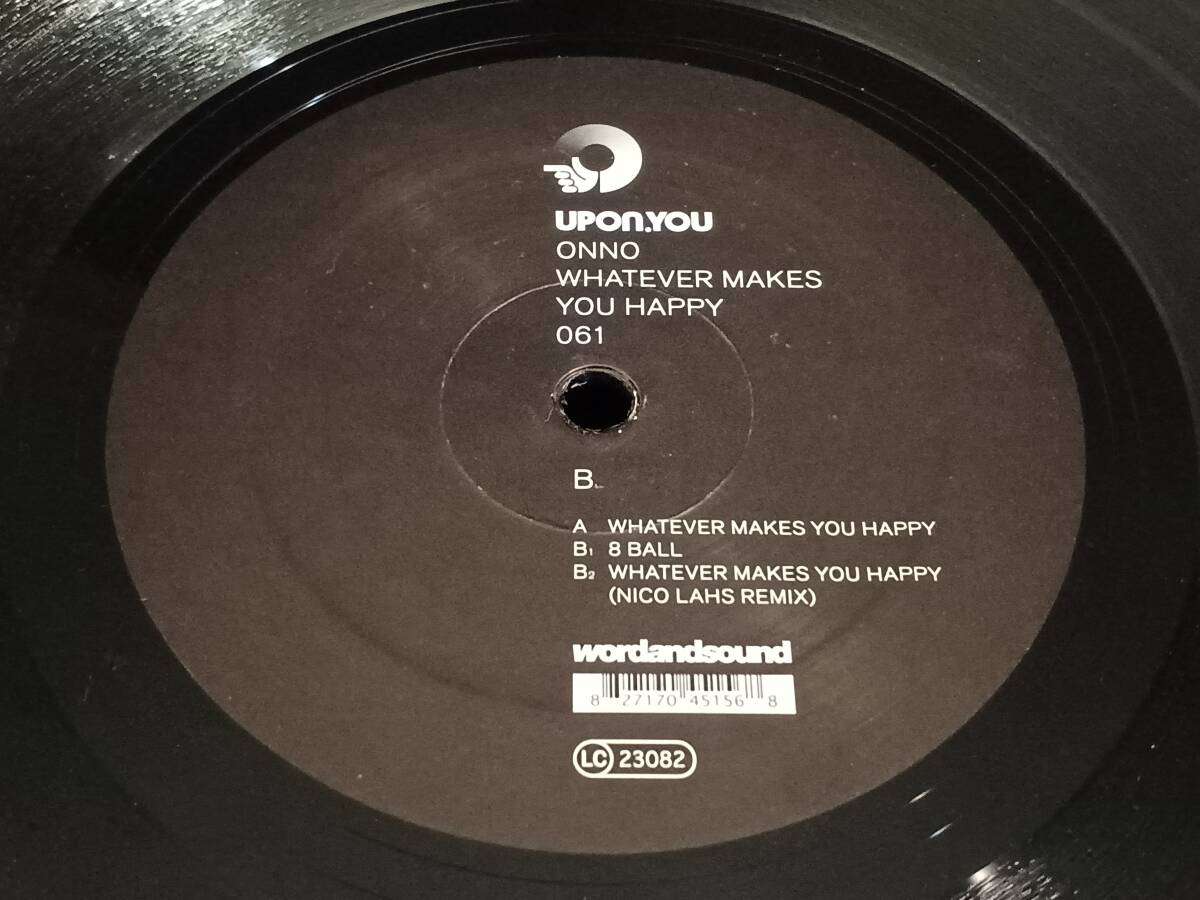 UPON.YOU
ONNO
WHATEVER MAKES
YOU HAPPY
061
B
A WHATEVER MAKES YOU HAPPY
B1 8 BALL
B2 WHATEVER MAKES YOU HAPPY
(NICO LAHS REMIX)
wordandsound
8 27170 45156 8
LC 23082